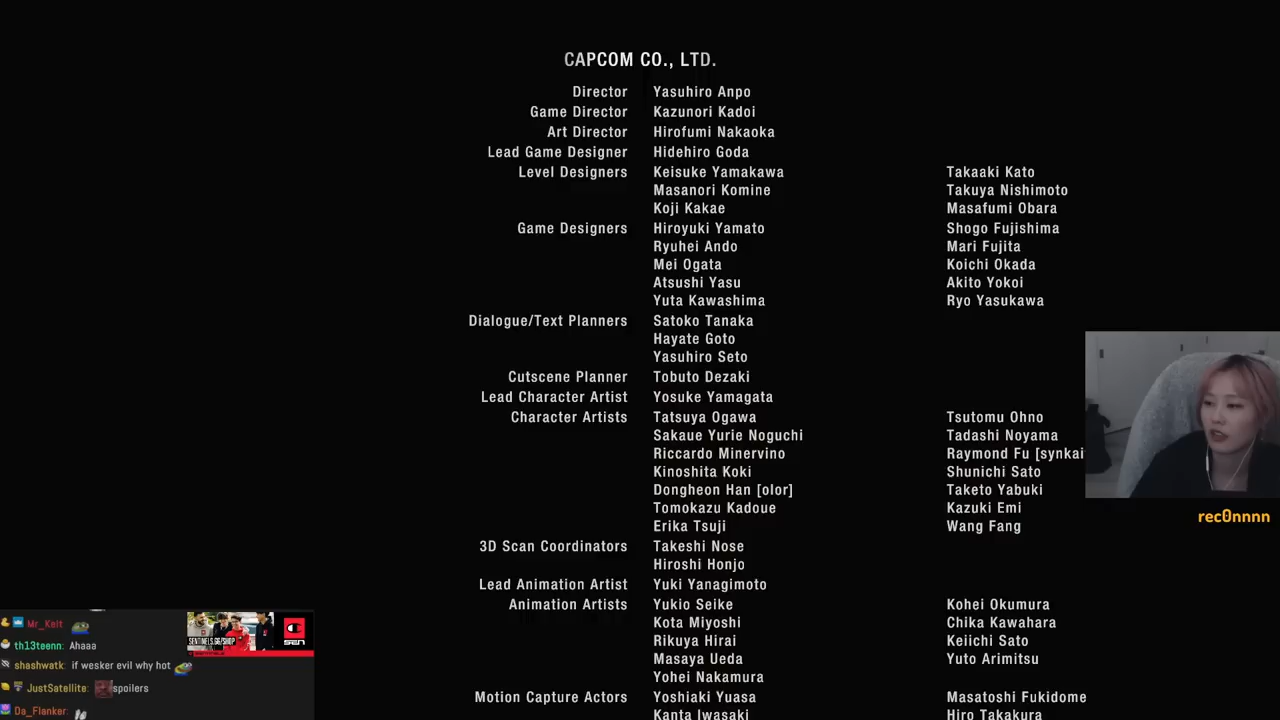 CAPCOM CO., LTD.
Director Yasuhiro Anpo
Game Director Kazunori Kadoi
Art Director Hirofumi Nakaoka
Lead Game Designer Hidehiro Goda
Level Designers Keisuke Yamakawa Takaaki Kato
Masanori Komine Takuya Nishimoto
Koji Kakae Masafumi Obara
Game Designers Hiroyuki Yamato Shogo Fujishima
Ryuhei Ando Mari Fujita
Mei Ogata Koichi Okada
Atsushi Yasu Akito Yokoi
Yuta Kawashima Ryo Yasukawa
Dialogue/Text Planners Satoko Tanaka
Hayate Goto
Yasuhiro Seto
Cutscene Planner Tobuto Dezaki
Lead Character Artist Yosuke Yamagata
Character Artists Tatsuya Ogawa Tsutomu Ohno
Sakaue Yurie Noguchi Tadashi Noyama
Riccardo Minervino Raymond Fu [synkai
Kinoshita Koki Shunichi Sato
Dongheon Han [olor] Taketo Yabuki
Tomokazu Kadoue Kazuki Emi
Erika Tsuji Wang Fang
rec0nnnn
3D Scan Coordinators Takeshi Nose
Hiroshi Honjo
Lead Animation Artist Yuki Yanagimoto
Animation Artists Yukio Seike Kohei Okumura
Kota Miyoshi Chika Kawahara
Rikuya Hirai Keiichi Sato
Masaya Ueda Yuto Arimitsu
Yohei Nakamura
Motion Capture Actors Yoshiaki Yuasa Masatoshi Fukidome
Kanta Iwasaki Hiro Takakura
Mr_Kelt
th13teenn: Ahaaa
shashwatk: if wesker evil why hot
JustSatellite: spoilers
Da_Flanker:
SENTINELS.GG/SHOP
SEN
SENTINELS